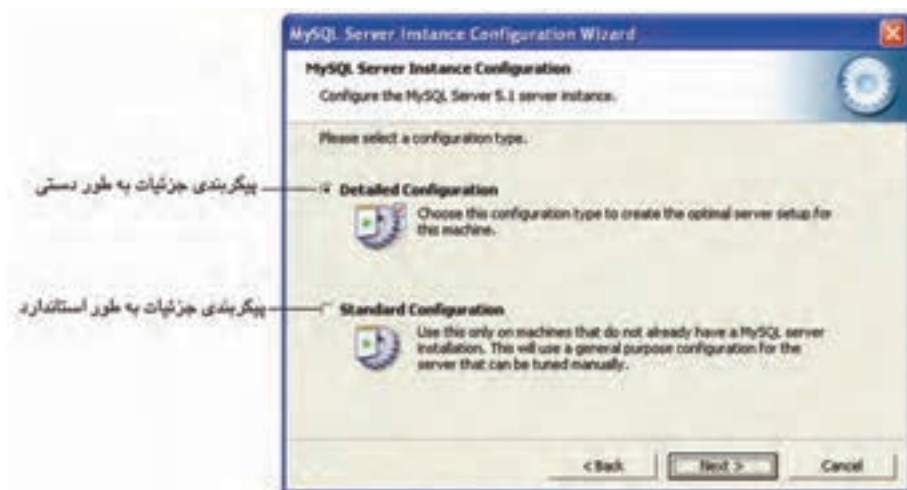 MySQL Server Instance Configuration Wizard
MySQL Server Instance Configuration
Configure the MySQL Server 5.1 server instance.
Please select a configuration type.
پیکربندی جزئیات به طور دستی
Detailed Configuration
Choose this configuration type to create the optimal server setup for
this machine.
پیکربندی جزئیات به طور استاندارد
Standard Configuration
Use this only on machines that do not already have a MySQL server
installation. This will use a general purpose configuration for the
server that can be tuned manually.
< Back
Next >
Cancel